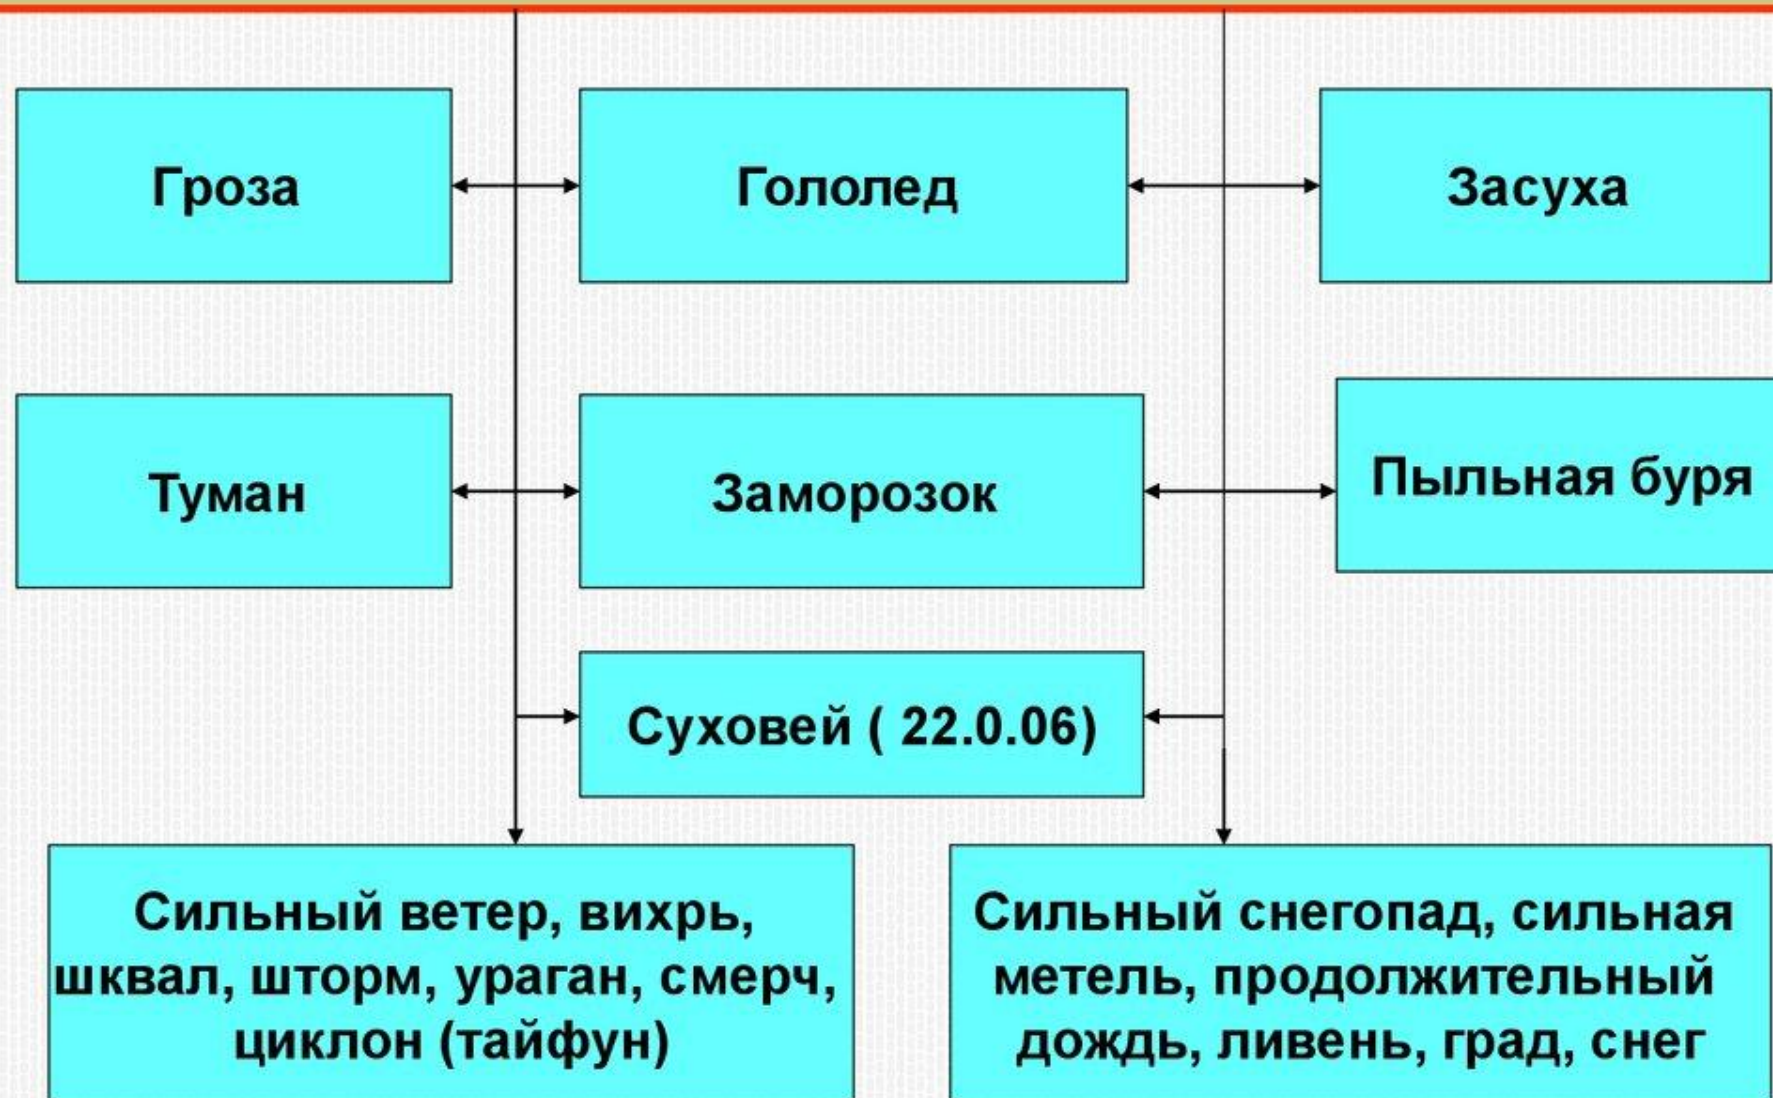 Гроза
Гололед
Засуха
Туман
Заморозок
Пыльная буря
Суховей ( 22.0.06)
Сильный ветер, вихрь,
шквал, шторм, ураган, смерч,
циклон (тайфун)
Сильный снегопад, сильная
метель, продолжительный
дождь, ливень, град, снег